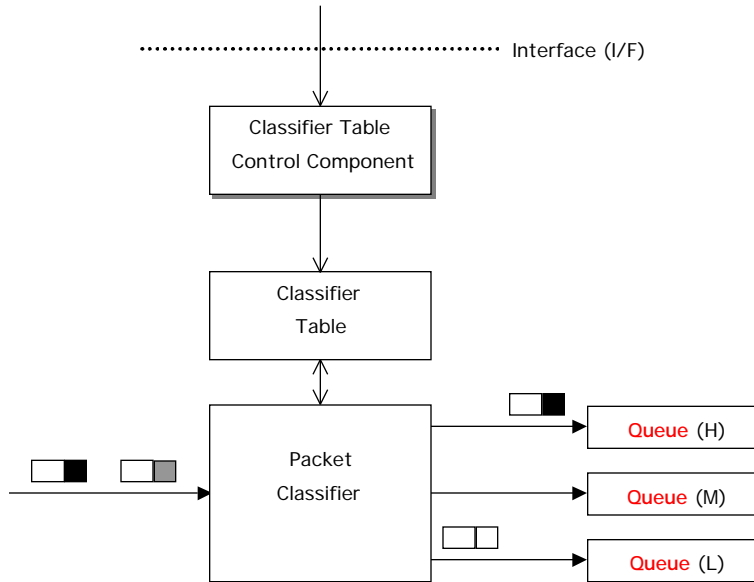 Interface (I/F)
Classifier Table
Control Component
Classifier
Table
Packet
Classifier
Queue (H)
Queue (M)
Queue (L)